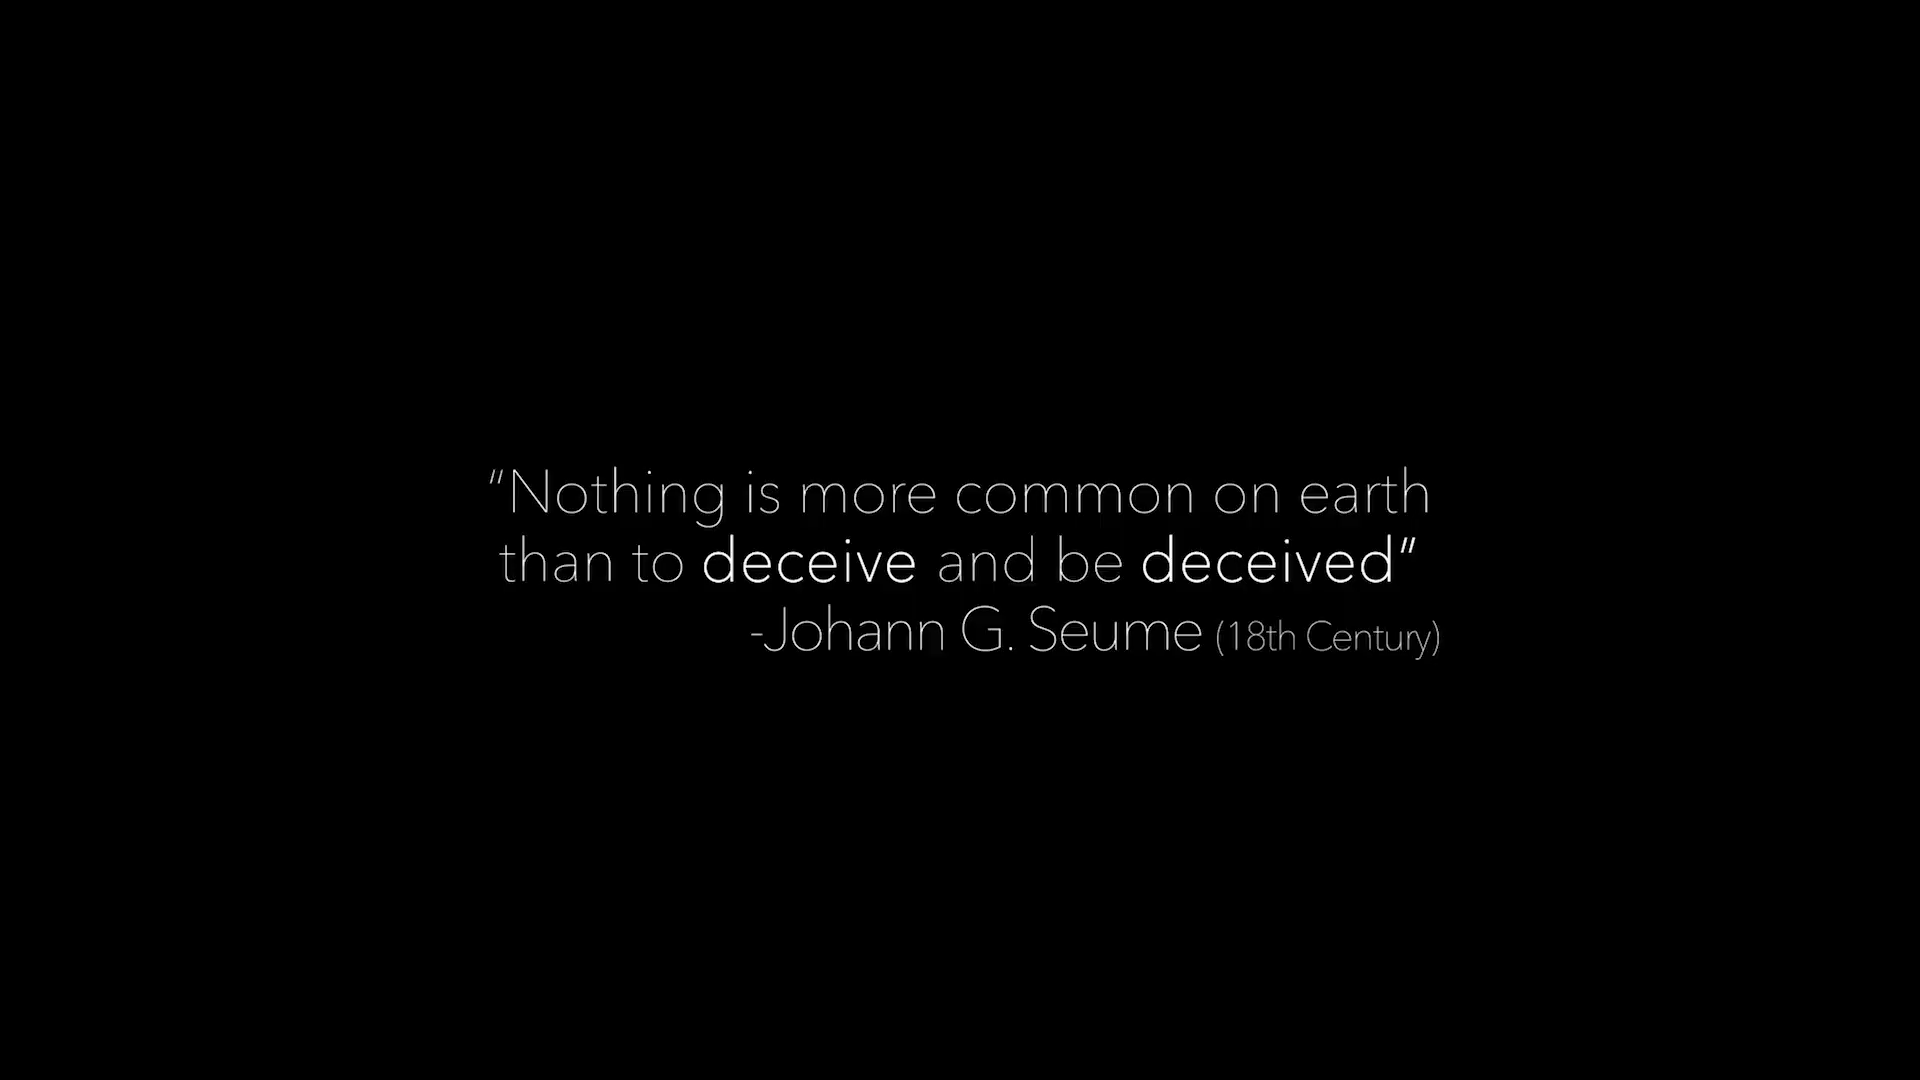 "Nothing is more common on earth
than to deceive and be deceived"
-Johann G. Seume (18th Century)